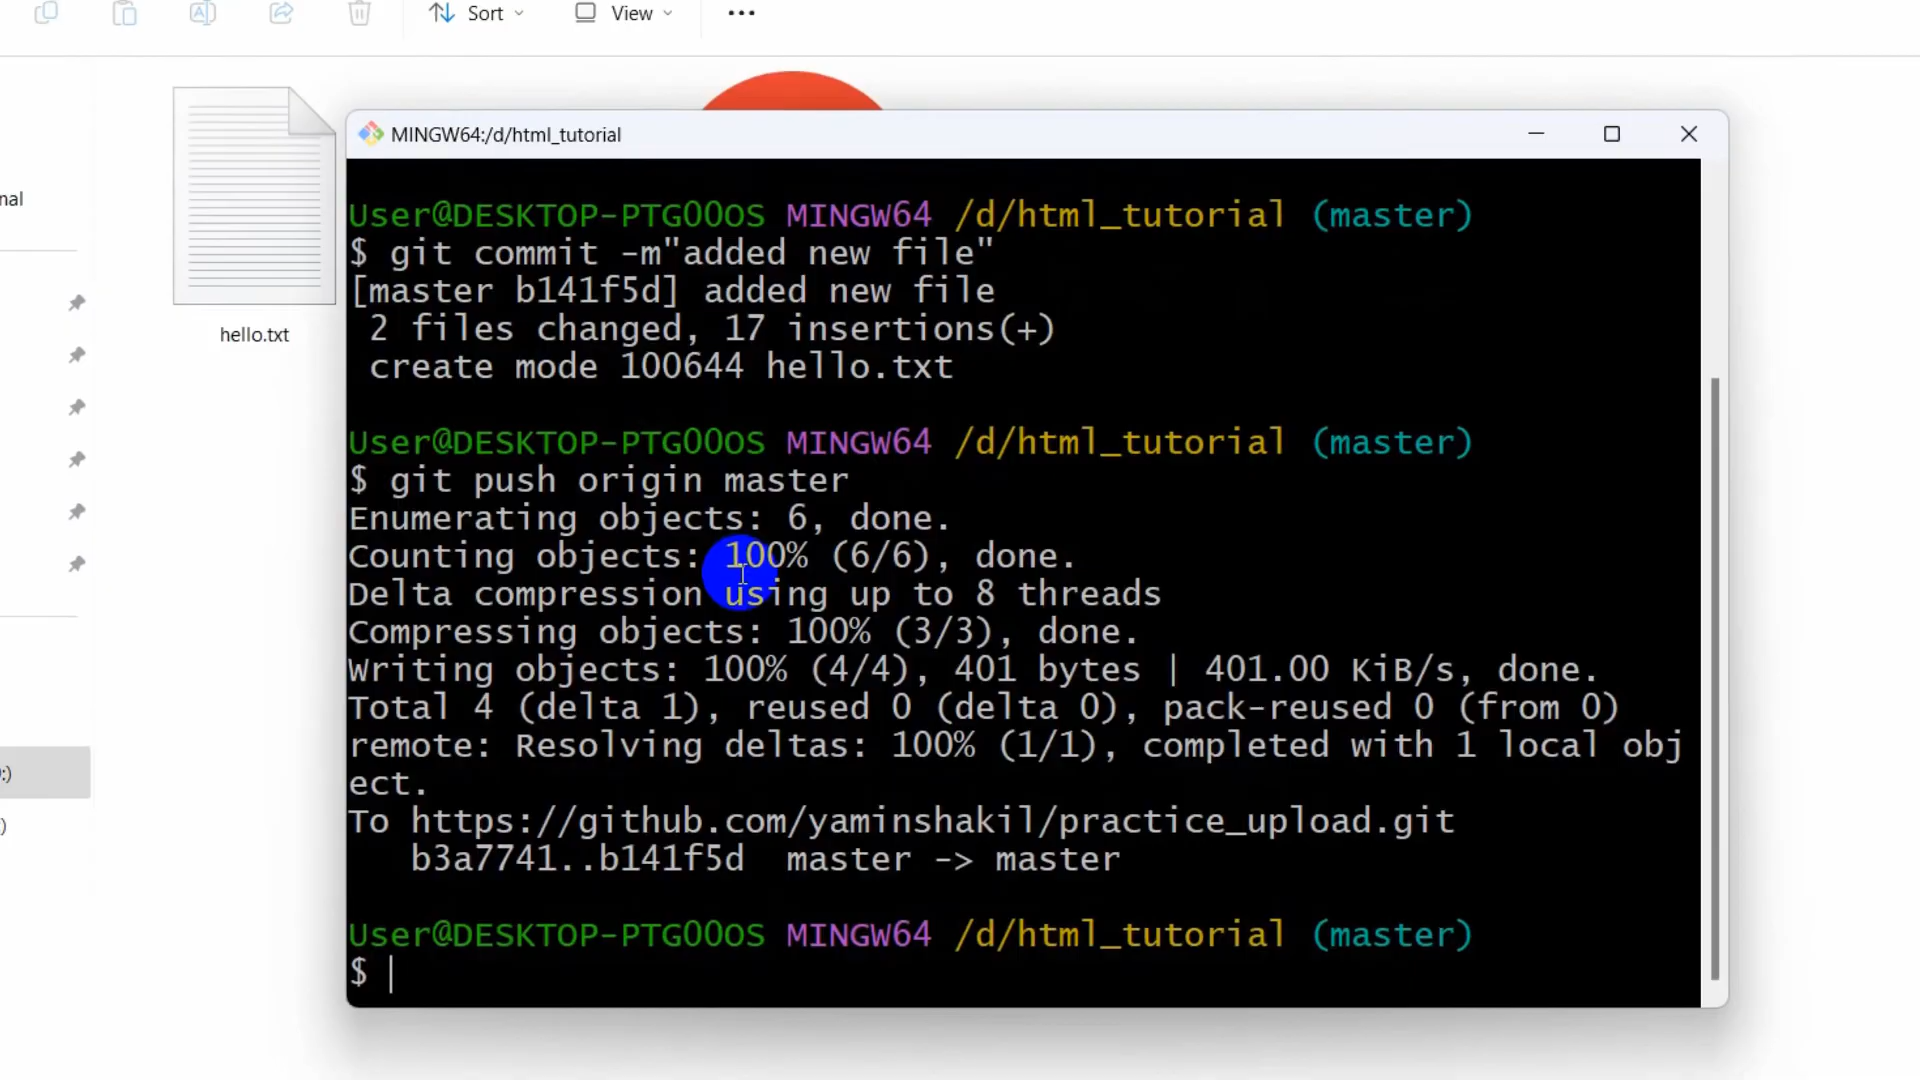 Sort
View
MINGW64:/d/html_tutorial
nal
User@DESKTOP-PTG00OS MINGW64 /d/html_tutorial (master)
$ git commit -m"added new file"
[master b141f5d] added new file
2 files changed, 17 insertions(+)
create mode 100644 hello.txt
hello.txt
User@DESKTOP-PTG00OS MINGW64 /d/html_tutorial (master)
$ git push origin master
Enumerating objects: 6, done.
Counting objects: 100% (6/6), done.
Delta compression using up to 8 threads
Compressing objects: 100% (3/3), done.
Writing objects: 100% (4/4), 401 bytes | 401.00 KiB/s, done.
Total 4 (delta 1), reused 0 (delta 0), pack-reused 0 (from 0)
remote: Resolving deltas: 100% (1/1), completed with 1 local obj
ect.
:)
To https://github.com/yaminshakil/practice_upload.git
)
b3a7741..b141f5d master -> master
User@DESKTOP-PTG00OS MINGW64 /d/html_tutorial (master)
$